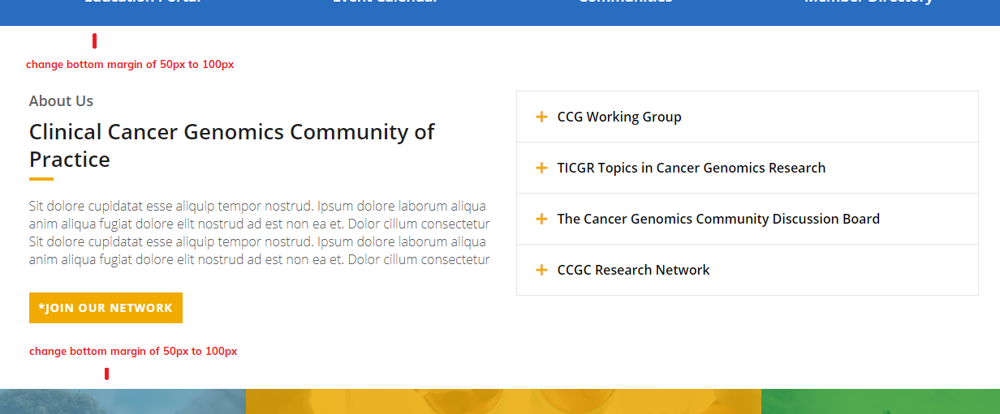 Education Portal Event Calendar Communities Member Directory
change bottom margin of 50px to 100px
About Us
Clinical Cancer Genomics Community of
Practice
Sit dolore cupidatat esse aliquip tempor nostrud. Ipsum dolore laborum aliqua
anim aliqua fugiat dolore elit nostrud ad est non ea et. Dolor cillum consectetur
Sit dolore cupidatat esse aliquip tempor nostrud. Ipsum dolore laborum aliqua
anim aliqua fugiat dolore elit nostrud ad est non ea et. Dolor cillum consectetur
*JOIN OUR NETWORK
CCG Working Group
TICGR Topics in Cancer Genomics Research
The Cancer Genomics Community Discussion Board
CCGC Research Network
change bottom margin of 50px to 100px